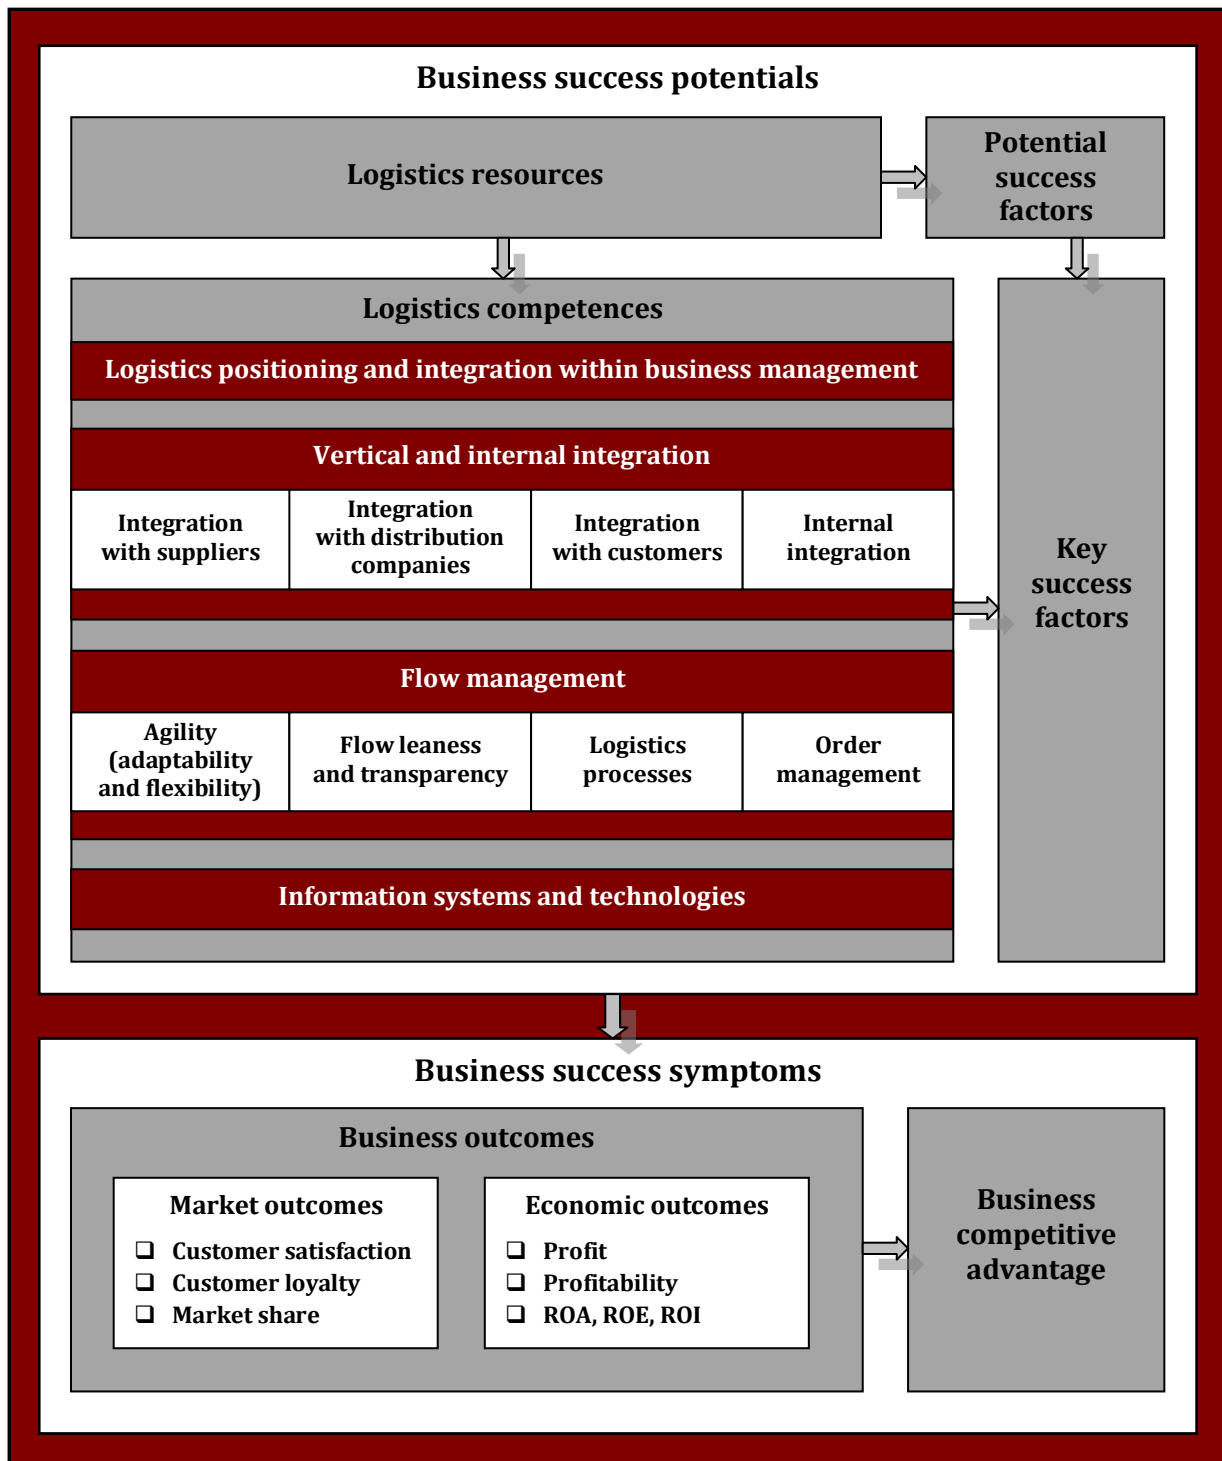 Business success potentials
Logistics resources
Potential
success
factors
Logistics competences
Logistics positioning and integration within business management
Vertical and internal integration
Integration
with suppliers
Integration
with distribution
companies
Integration
with customers
Internal
integration
Key
success
factors
Flow management
Agility
(adaptability
and flexibility)
Flow leaness
and transparency
Logistics
processes
Order
management
Information systems and technologies
Business success symptoms
Business outcomes
Market outcomes
❑ Customer satisfaction
❑ Customer loyalty
❑ Market share
Economic outcomes
❑ Profit
❑ Profitability
❑ ROA, ROE, ROI
Business
competitive
advantage